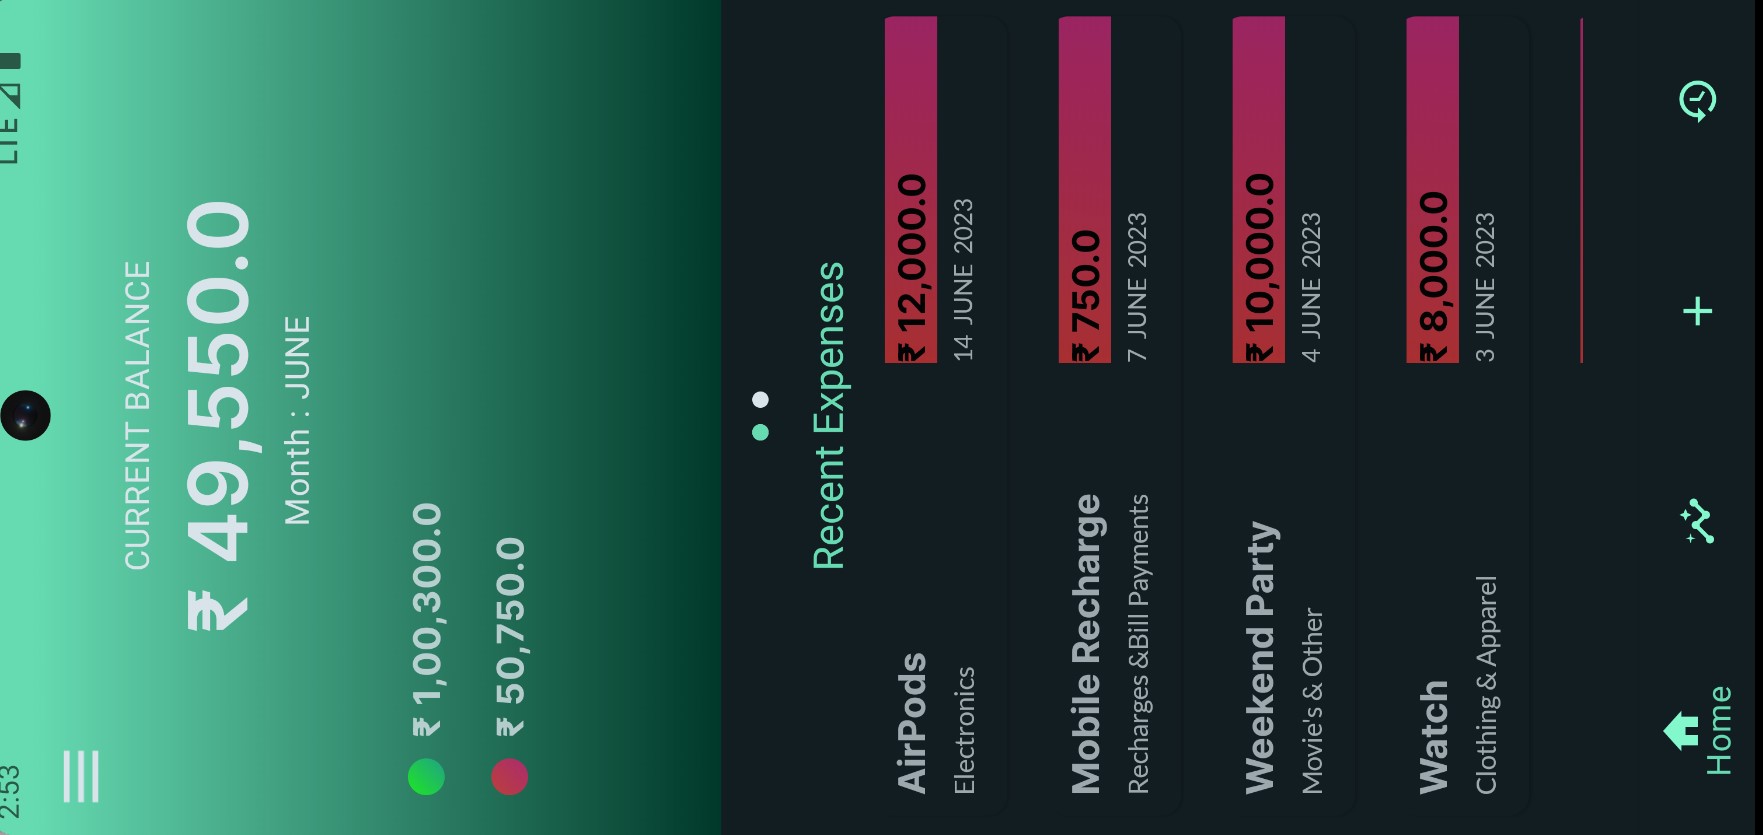 2:53
LTE
CURRENT BALANCE
₹ 49,550.0
Month : JUNE
₹ 1,00,300.0
₹ 50,750.0
Recent Expenses
AirPods ₹ 12,000.0
Electronics 14 JUNE 2023
Mobile Recharge ₹ 750.0
Recharges &Bill Payments 7 JUNE 2023
Weekend Party ₹ 10,000.0
Movie's & Other 4 JUNE 2023
Watch ₹ 8,000.0
Clothing & Apparel 3 JUNE 2023
Home